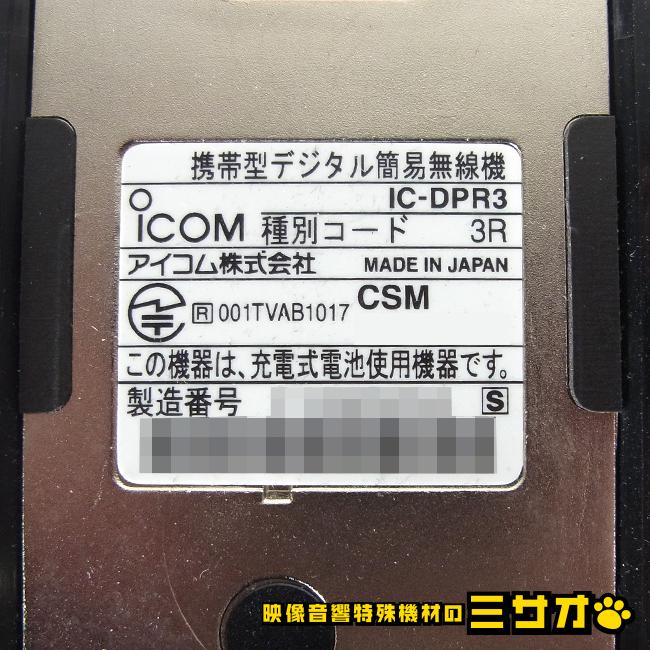 携帯型デジタル簡易無線機
IC-DPR3
ICOM 種別コード 3R
アイコム株式会社 MADE IN JAPAN
R 001TVAB1017 CSM
この機器は、充電式電池使用機器です。
製造番号 S
映像音響特殊機材のミサオ